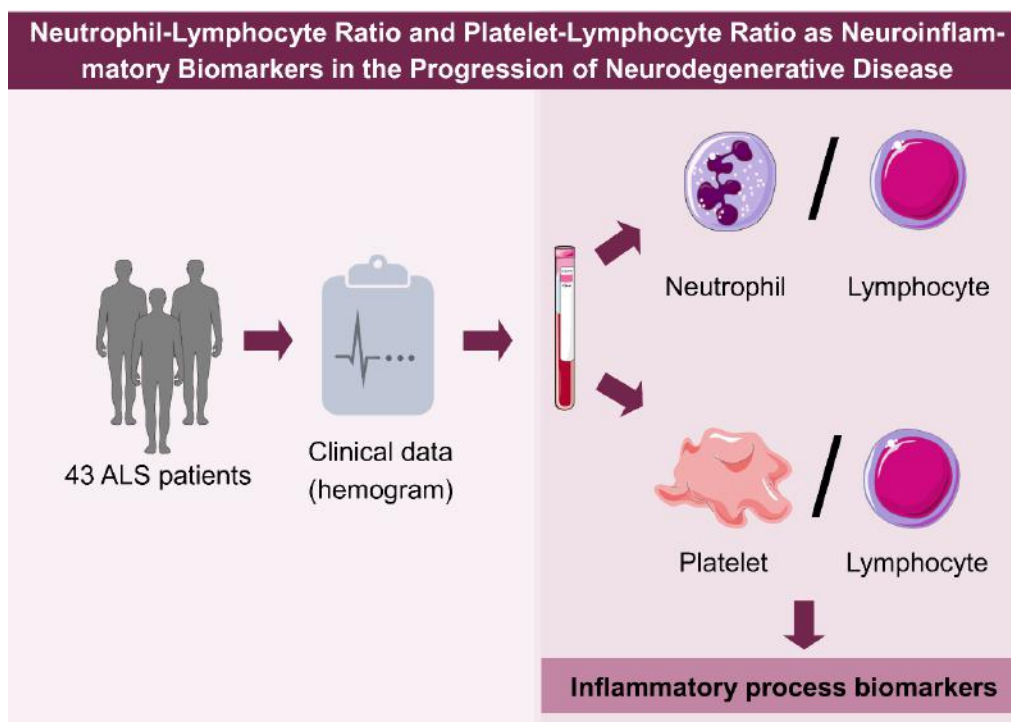 Neutrophil-Lymphocyte Ratio and Platelet-Lymphocyte Ratio as Neuroinflam-
matory Biomarkers in the Progression of Neurodegenerative Disease
43 ALS patients
Clinical data
(hemogram)
Neutrophil
Lymphocyte
Platelet
Lymphocyte
Inflammatory process biomarkers